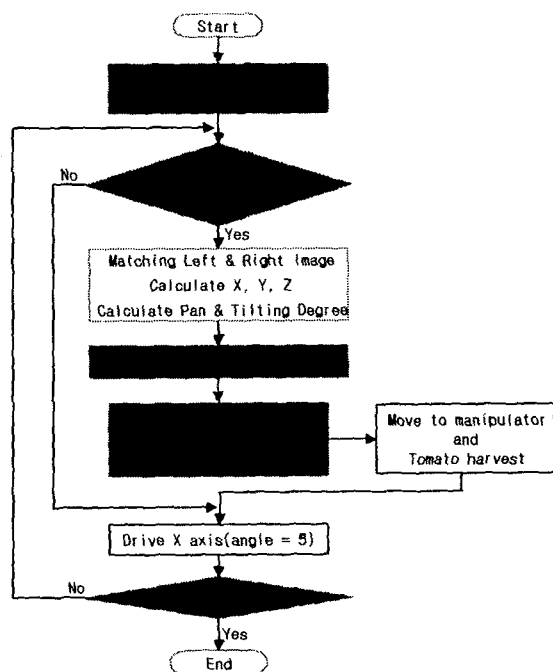 Start
No
Yes
Matching Left & Right Image
Calculate X, Y, Z
Calculate Pan & Tilting Degree
Move to manipulator
and
Tomato harvest
Drive X axis(angle = 5)
No
Yes
End